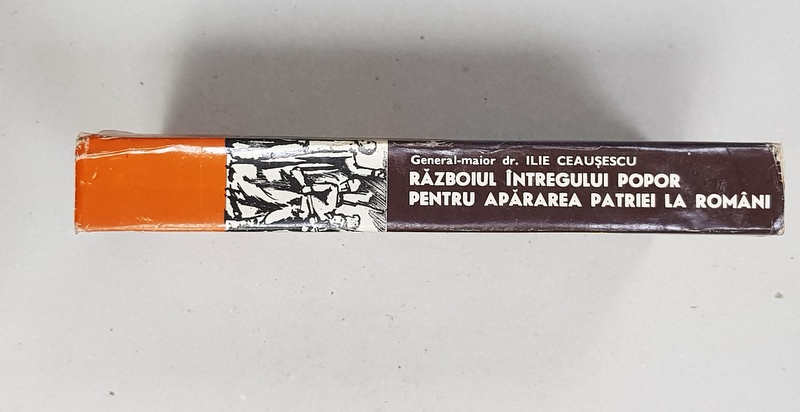 General-maior dr. ILIE CEAUȘESCU
RĂZBOIUL ÎNTREGULUI POPOR
PENTRU APĂRAREA PATRIEI LA ROMÂNI